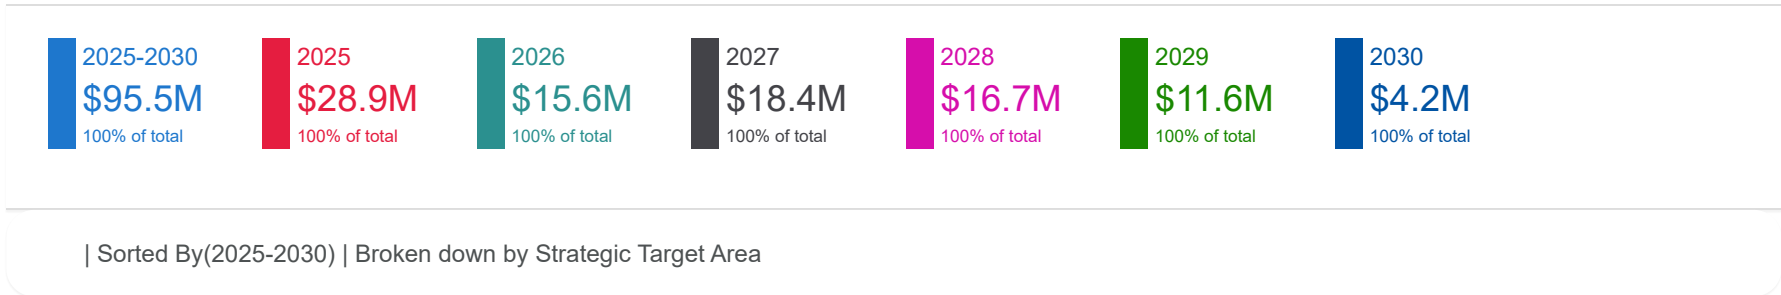 2025-2030
$95.5M
100% of total
2025
$28.9M
100% of total
2026
$15.6M
100% of total
2027
$18.4M
100% of total
2028
$16.7M
100% of total
2029
$11.6M
100% of total
2030
$4.2M
100% of total
| Sorted By(2025-2030) | Broken down by Strategic Target Area